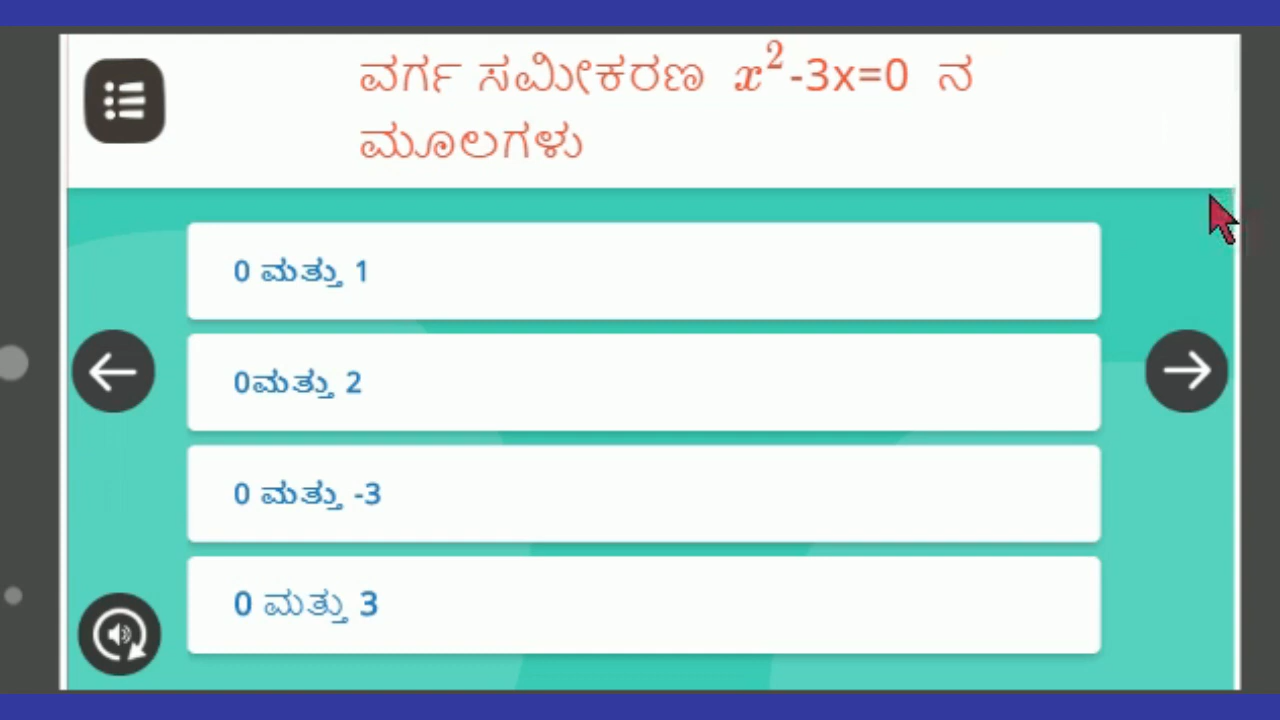 ವರ್ಗ ಸಮೀಕರಣ x²-3x=0 ನ
ಮೂಲಗಳು
0 ಮತ್ತು 1
0ಮತ್ತು 2
0 ಮತ್ತು -3
0 ಮತ್ತು 3